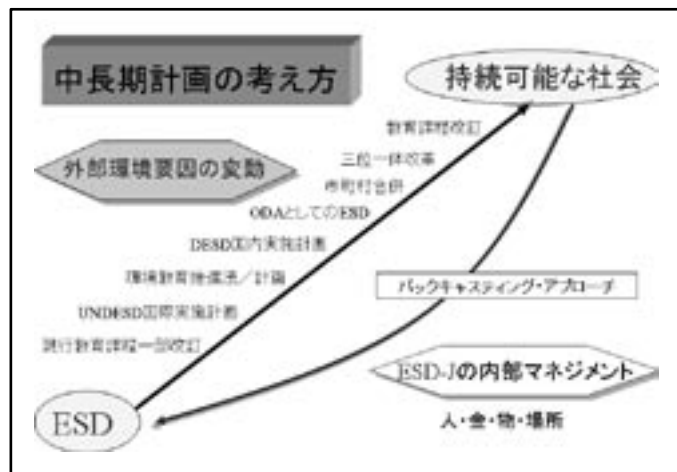 中長期計画の考え方
持続可能な社会
外部環境要因の変動
教育課程改訂
三位一体改革
市町村合併
ODAとしてのESD
DESD国内実施計画
環境教育推進法／計画
UNDESD国際実施計画
現行教育課程一部改訂
バックキャスティング・アプローチ
ESD-Jの内部マネジメント
ESD
人・金・物・場所